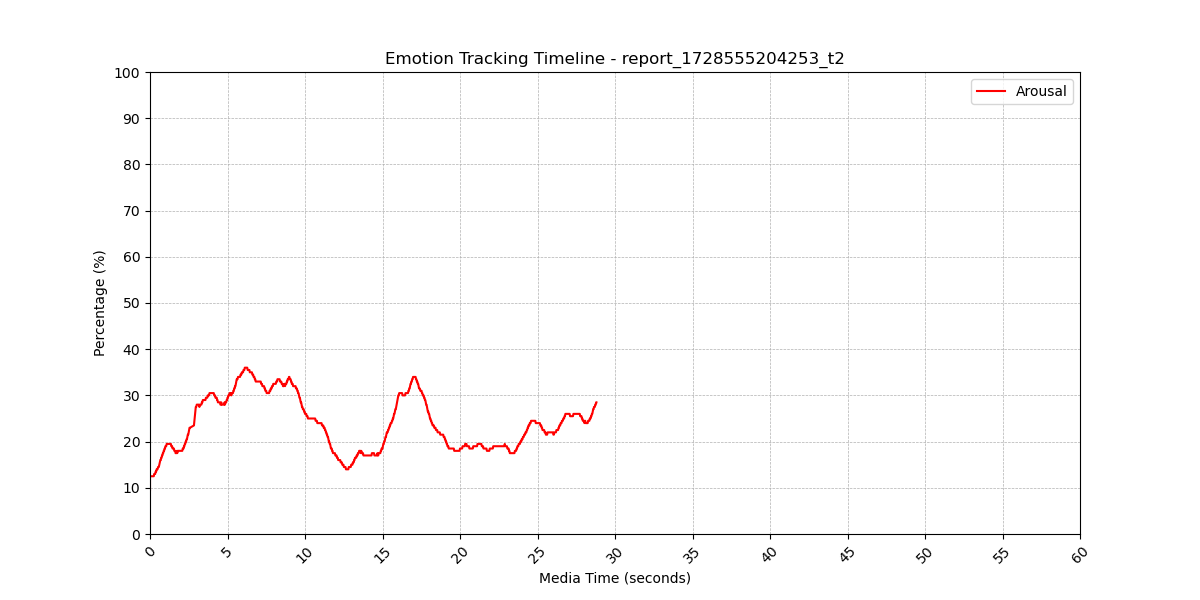 Emotion Tracking Timeline - report_1728555204253_t2
Arousal
Percentage (%)
100
90
80
70
60
50
40
30
20
10
0
0 5 10 15 20 25 30 35 40 45 50 55 60
Media Time (seconds)